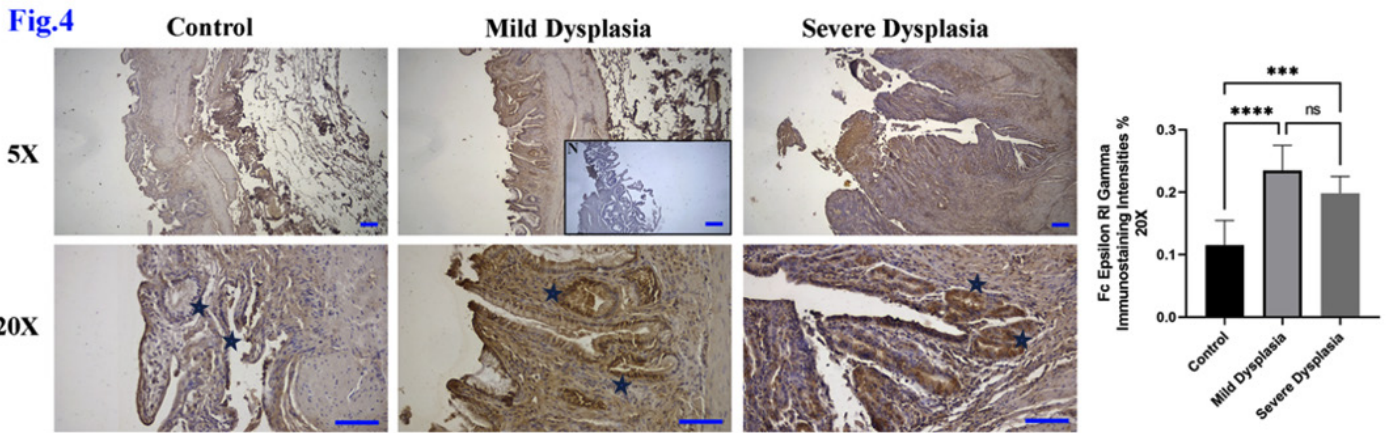 Fig.4
Control
Mild Dysplasia
Severe Dysplasia
5X
N
20X
Fc Epsilon RI Gamma
Immunostaining Intensities %
20X
0.3
0.2
0.1
0.0
***
****
ns
Control
Mild Dysplasia
Severe Dysplasia